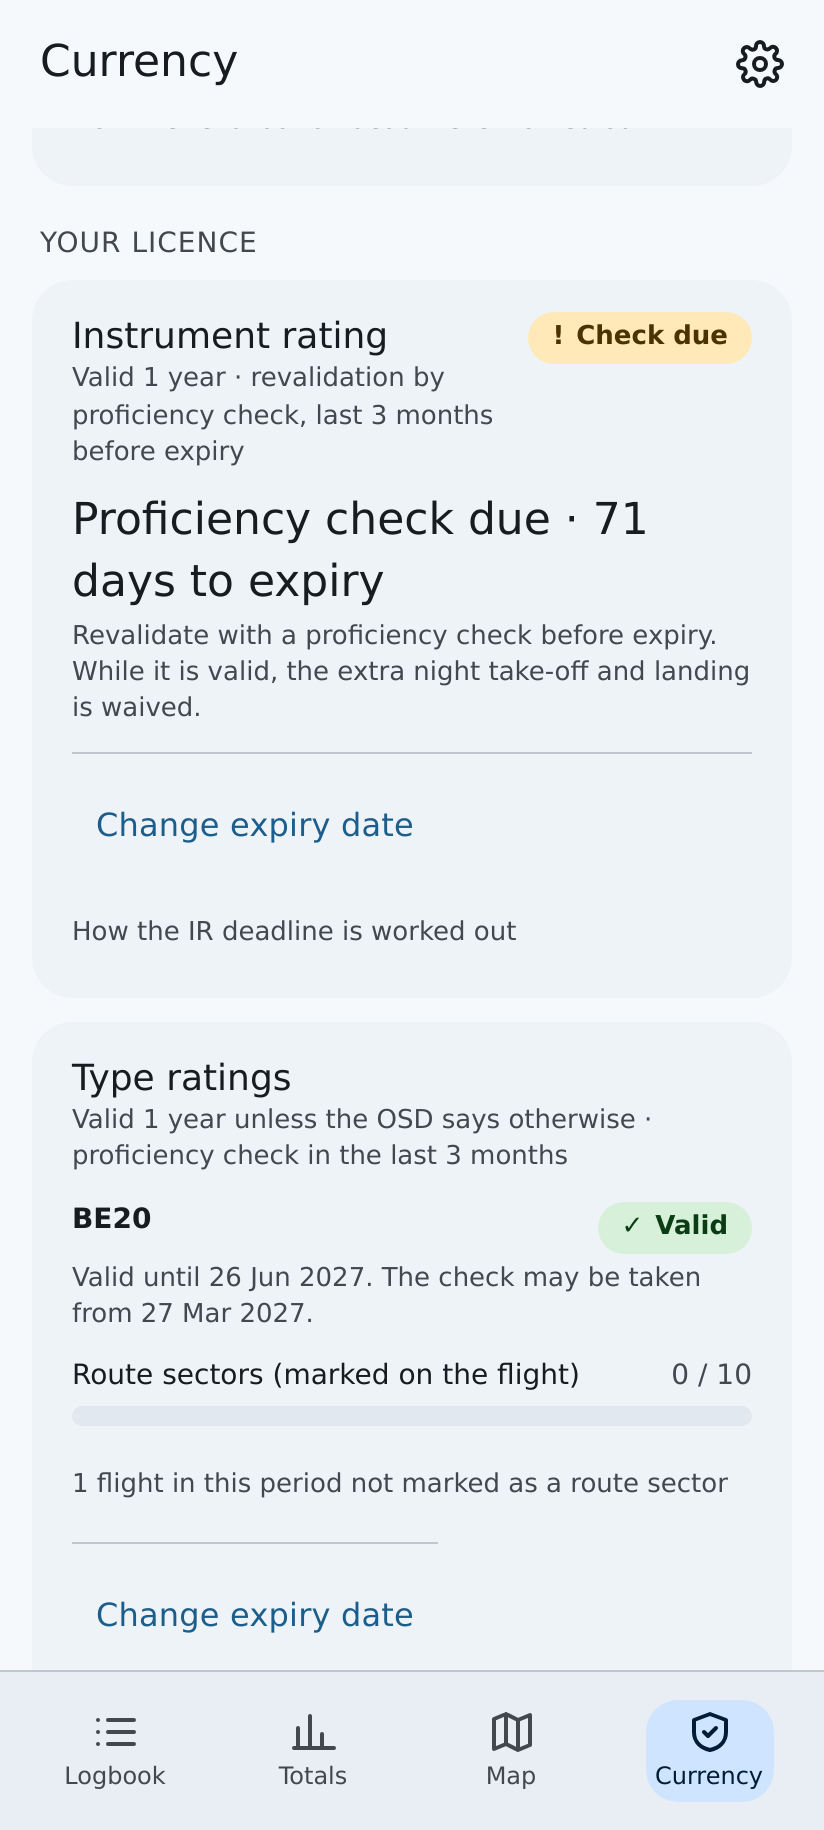 Currency
YOUR LICENCE
Instrument rating
! Check due
Valid 1 year · revalidation by
proficiency check, last 3 months
before expiry
Proficiency check due · 71
days to expiry
Revalidate with a proficiency check before expiry.
While it is valid, the extra night take-off and landing
is waived.
Change expiry date
How the IR deadline is worked out
Type ratings
Valid 1 year unless the OSD says otherwise ·
proficiency check in the last 3 months
BE20
✓ Valid
Valid until 26 Jun 2027. The check may be taken
from 27 Mar 2027.
Route sectors (marked on the flight) 0 / 10
1 flight in this period not marked as a route sector
Change expiry date
Logbook Totals Map Currency